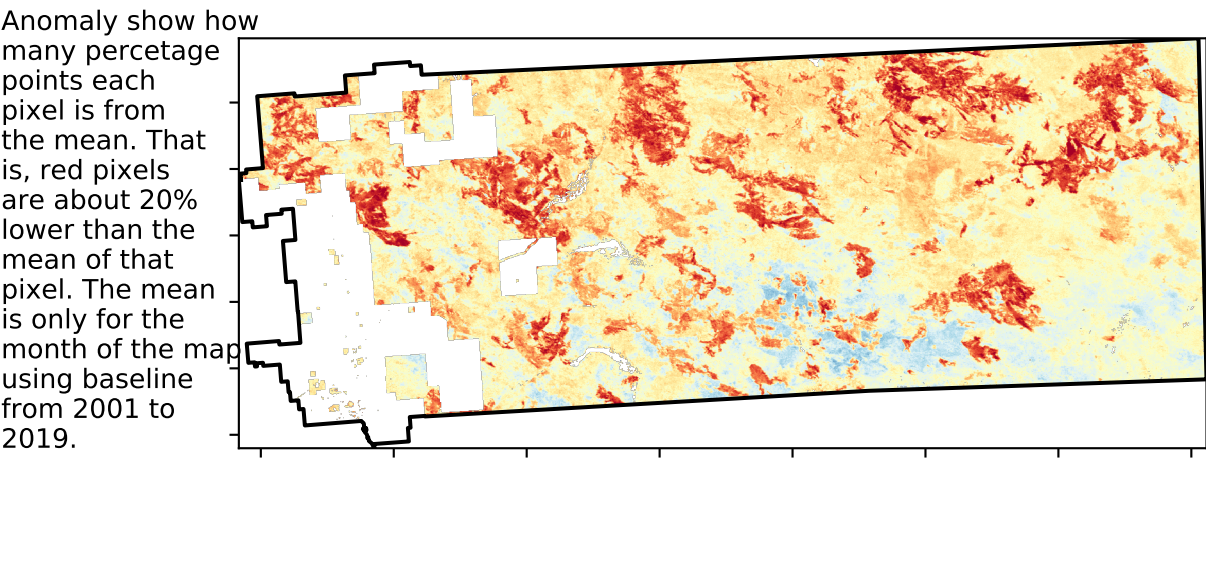 Anomaly show how
many percetage
points each
pixel is from
the mean. That
is, red pixels
are about 20%
lower than the
mean of that
pixel. The mean
is only for the
month of the map
using baseline
from 2001 to
2019.